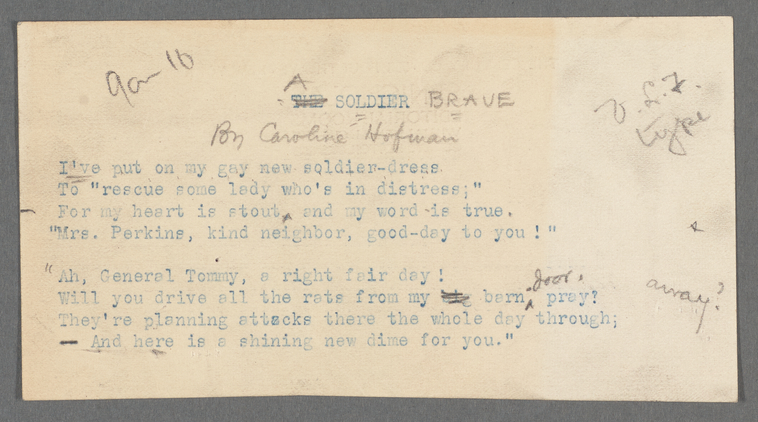 Jan 16
A
THE SOLDIER BRAVE
By Caroline Hofman
type
I've put on my gay new soldier-dress
To "rescue some lady who's in distress;"
For my heart is stout, and my word is true.
"Mrs. Perkins, kind neighbor, good-day to you!"
"Ah, General Tommy, a right fair day!
door,
Will you drive all the rats from my big barn pray?
away?
They're planning attacks there the whole day through;
— And here is a shining new dime for you."